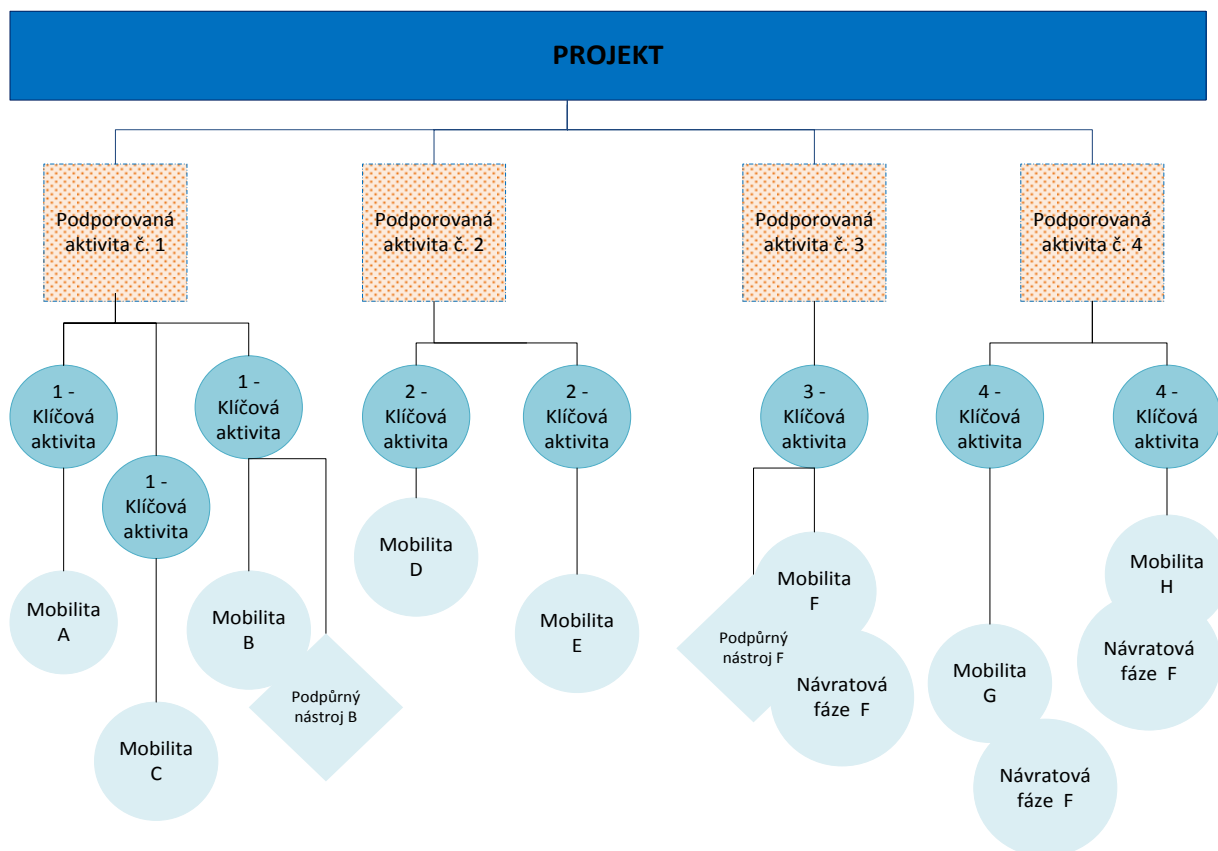 PROJEKT
Podporovaná
aktivita č. 1
Podporovaná
aktivita č. 2
Podporovaná
aktivita č. 3
Podporovaná
aktivita č. 4
1 -
Klíčová
aktivita
1 -
Klíčová
aktivita
1 -
Klíčová
aktivita
2 -
Klíčová
aktivita
2 -
Klíčová
aktivita
3 -
Klíčová
aktivita
4 -
Klíčová
aktivita
4 -
Klíčová
aktivita
Mobilita
A
Mobilita
C
Mobilita
B
Podpůrný
nástroj B
Mobilita
D
Mobilita
E
Mobilita
F
Podpůrný
nástroj F
Návratová
fáze F
Mobilita
G
Návratová
fáze F
Mobilita
H
Návratová
fáze F